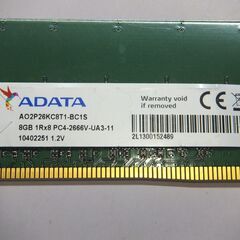 ADATA
AO2P26KC8T1-BC1S
8GB 1Rx8 PC4-2666V-UA3-11
10402251 1.2V
Warranty void
if removed
CE
2L1300152489